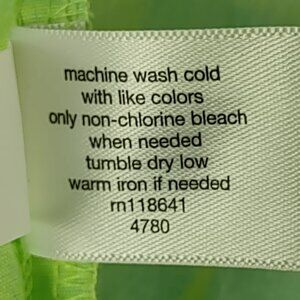 machine wash cold
with like colors
only non-chlorine bleach
when needed
tumble dry low
warm iron if needed
rn118641
4780